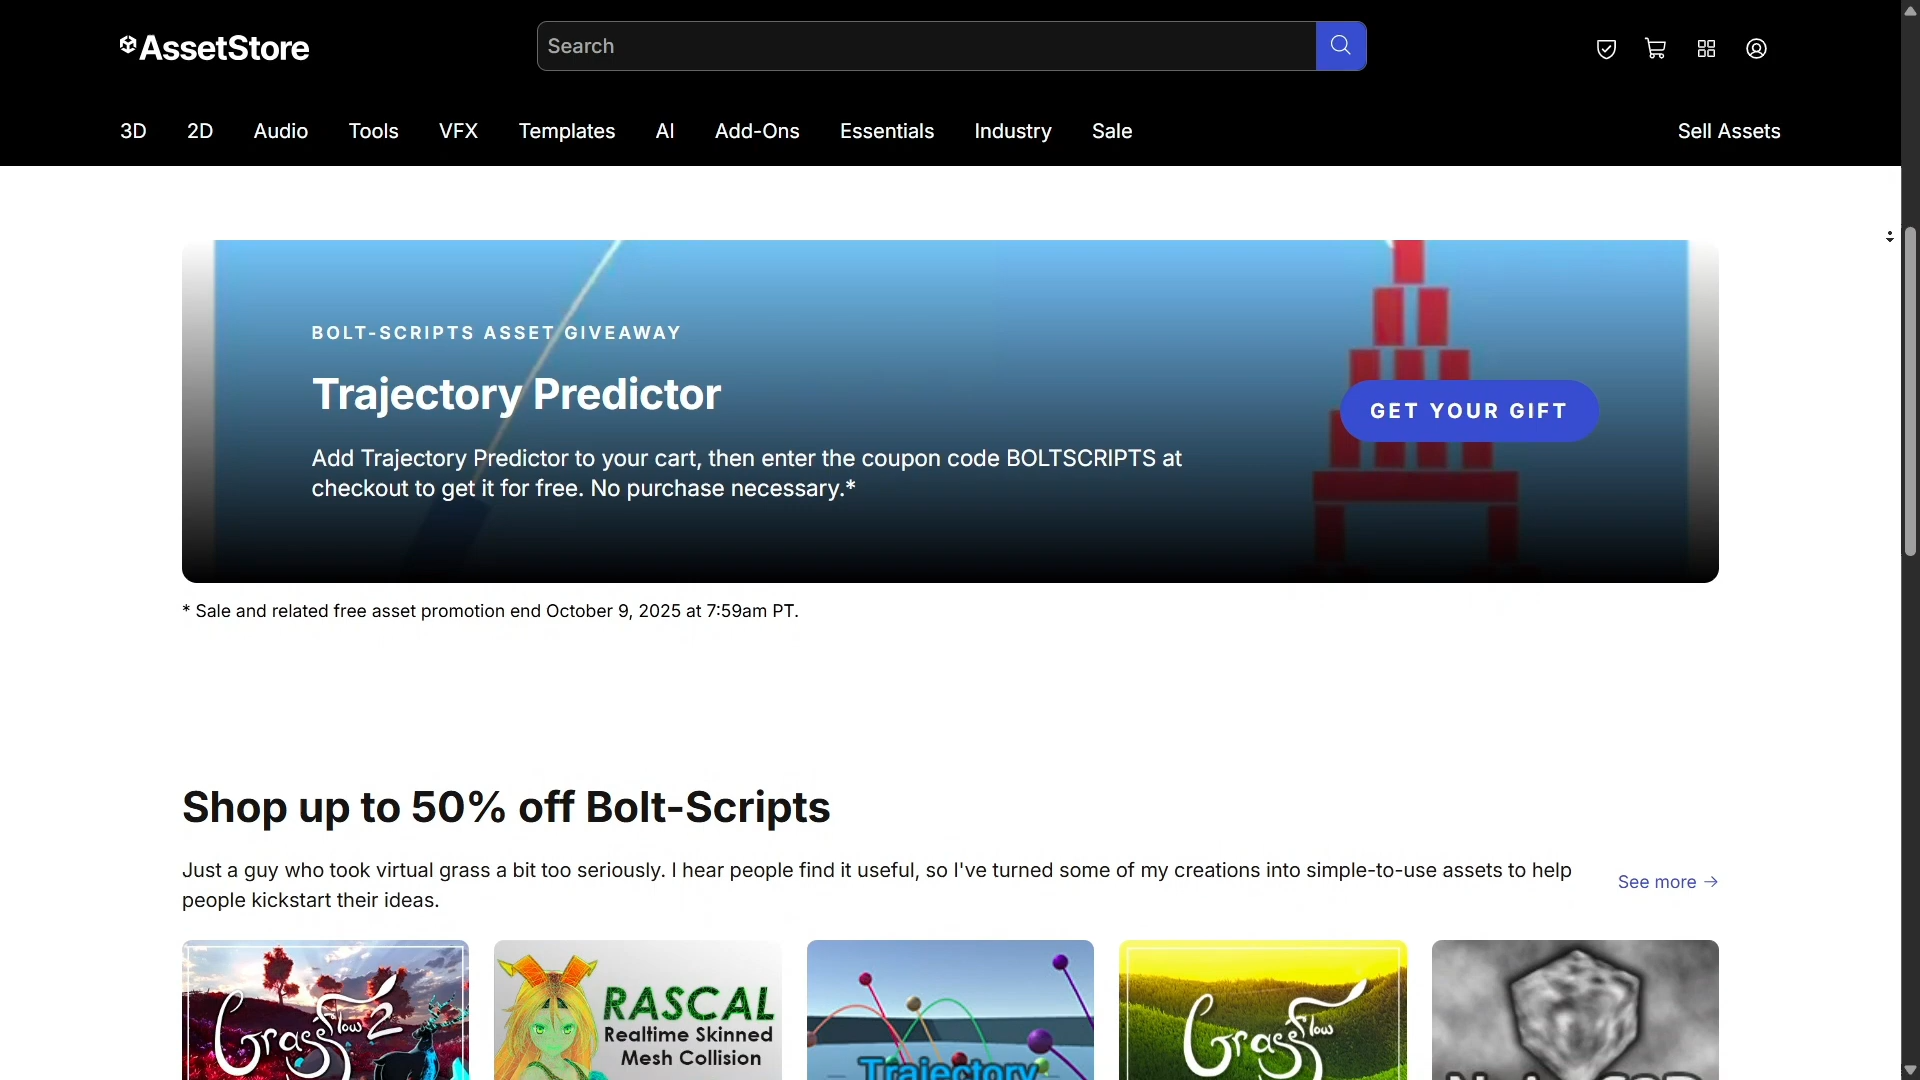 AssetStore
Search
3D 2D Audio Tools VFX Templates AI Add-Ons Essentials Industry Sale Sell Assets
BOLT-SCRIPTS ASSET GIVEAWAY
Trajectory Predictor
Add Trajectory Predictor to your cart, then enter the coupon code BOLTSCRIPTS at
checkout to get it for free. No purchase necessary.*
GET YOUR GIFT
* Sale and related free asset promotion end October 9, 2025 at 7:59am PT.
Shop up to 50% off Bolt-Scripts
Just a guy who took virtual grass a bit too seriously. I hear people find it useful, so I've turned some of my creations into simple-to-use assets to help
people kickstart their ideas.
See more →
GrassFlow 2
RASCAL
Realtime Skinned
Mesh Collision
Trajectory
GrassFlow